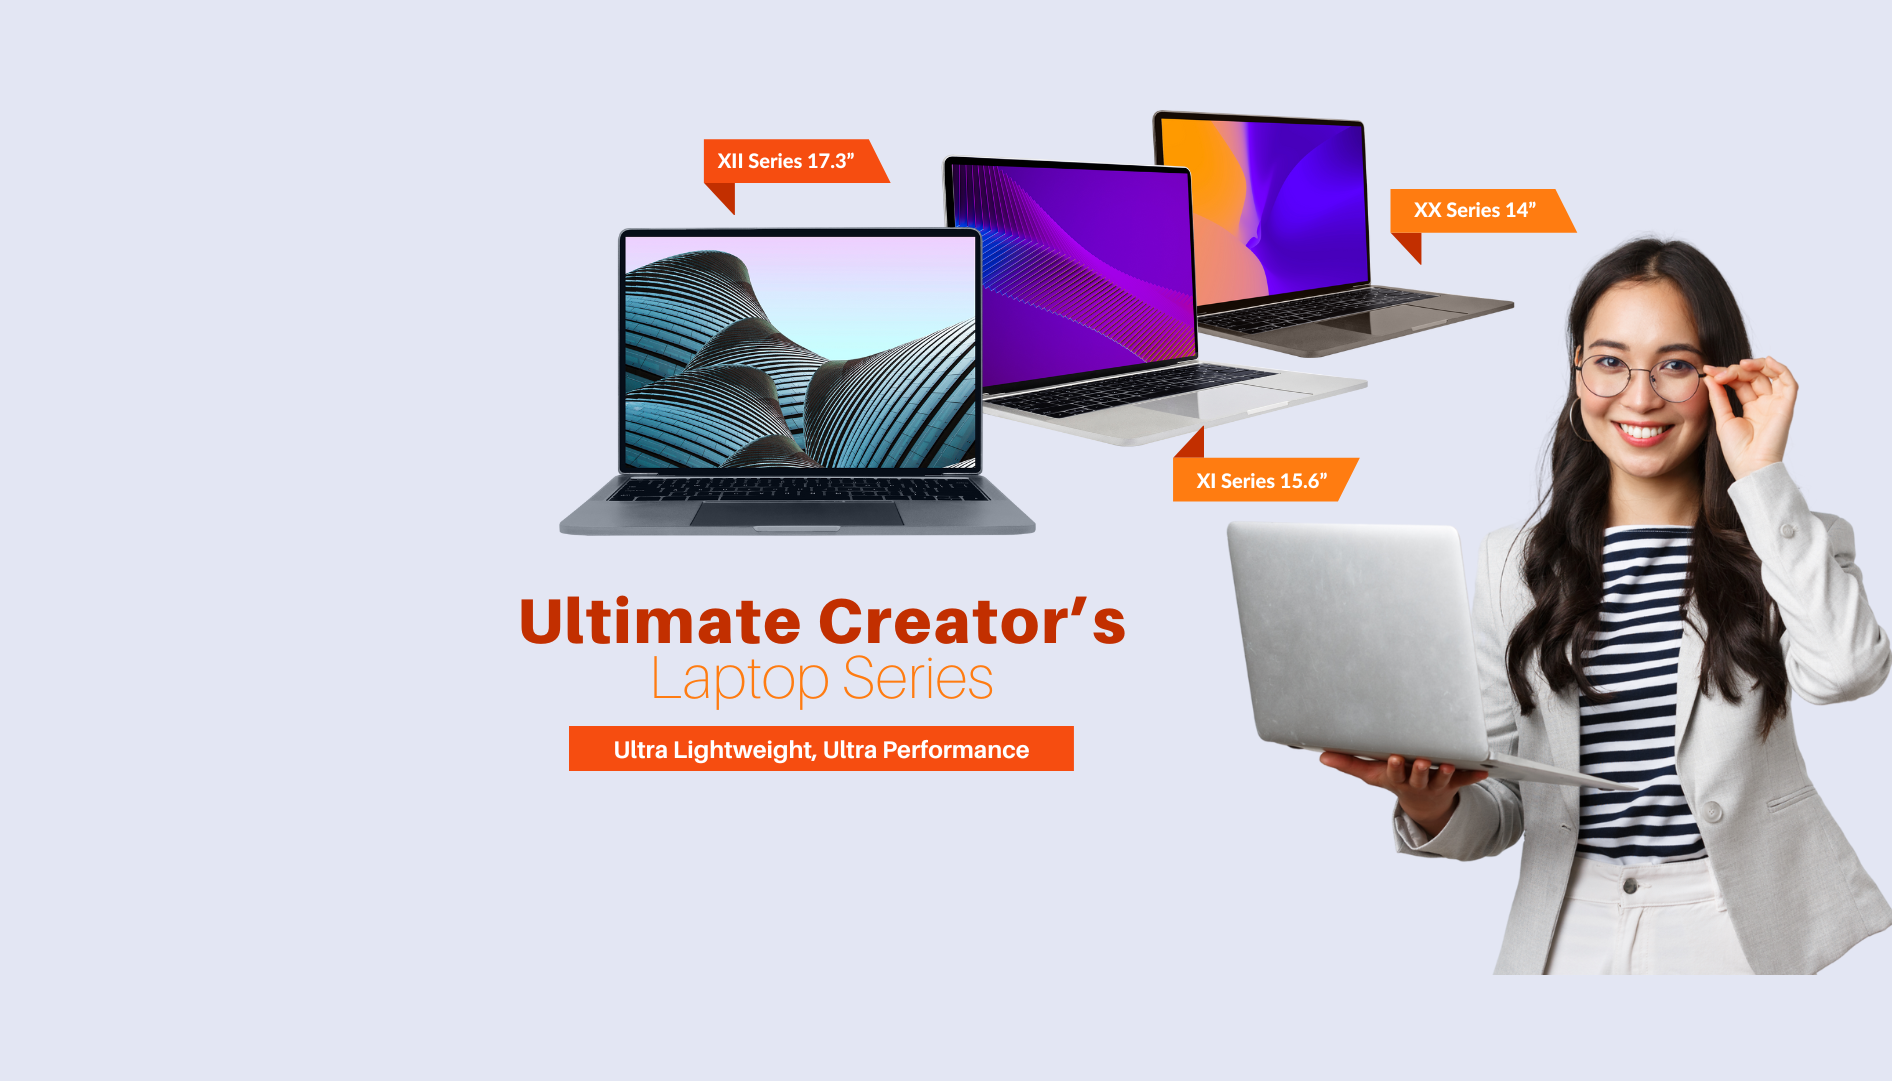 XII Series 17.3”
XX Series 14”
XI Series 15.6”
Ultimate Creator’s
Laptop Series
Ultra Lightweight, Ultra Performance